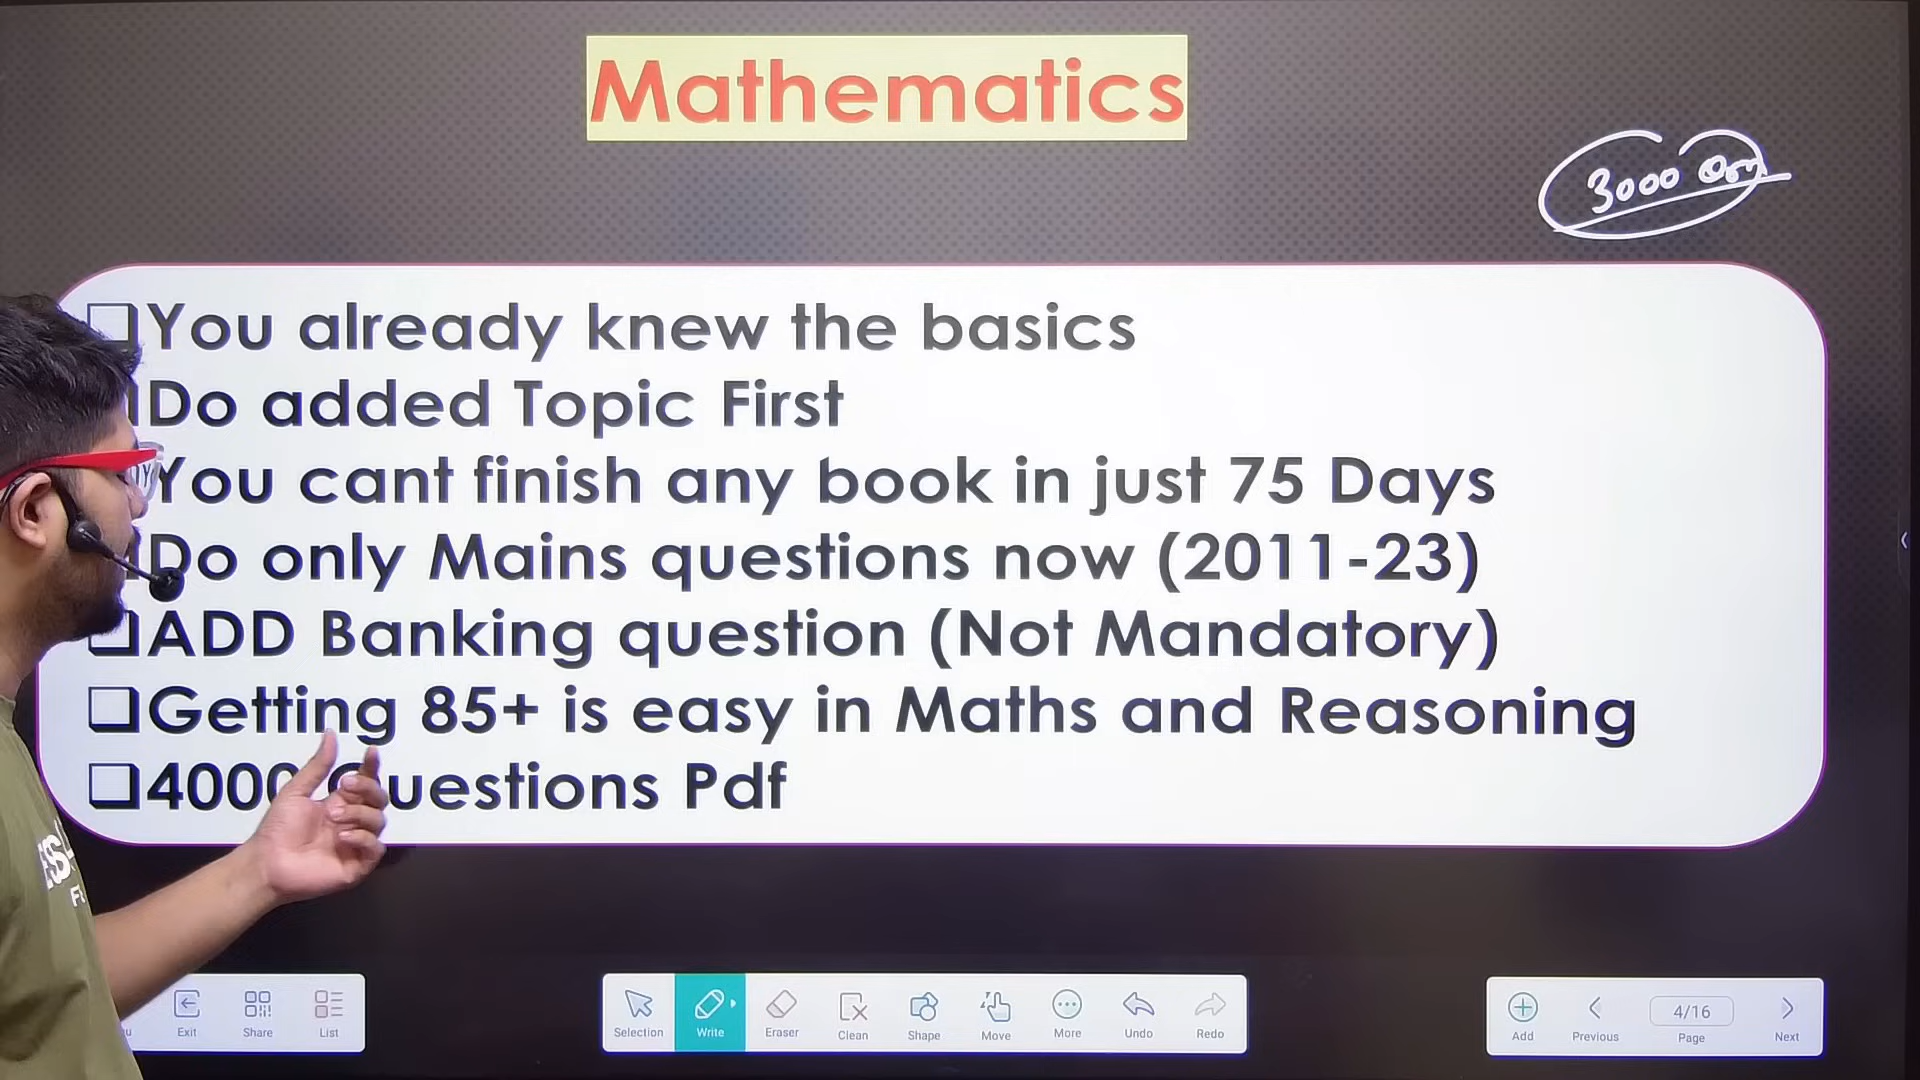 Mathematics
3000
You already knew the basics
Do added Topic First
You cant finish any book in just 75 Days
Do only Mains questions now (2011-23)
ADD Banking question (Not Mandatory)
Getting 85+ is easy in Maths and Reasoning
4000 Questions Pdf
Exit Share List
Selection Write Eraser Clean Shape Move More Undo Redo
Add Previous 4/16 Page Next